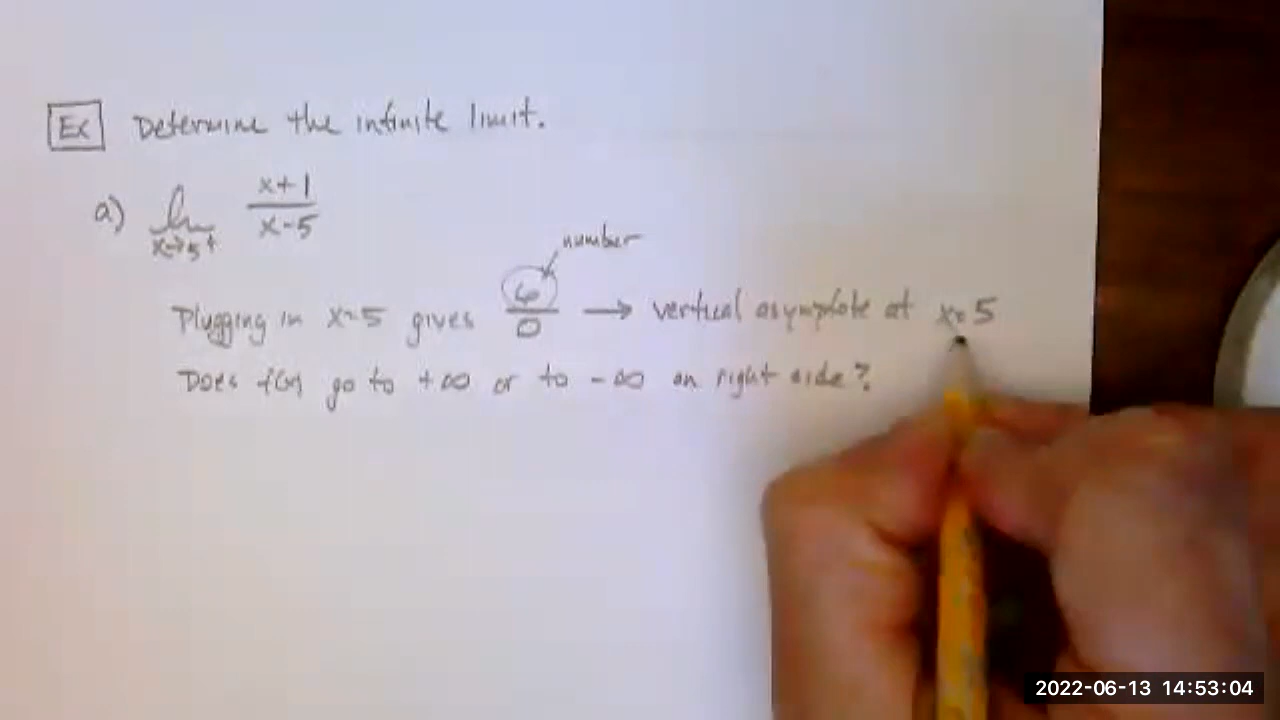 Ex Determine the infinite limit.
a) lim x→5⁺ x+1 / x-5
number
Plugging in x=5 gives 6/0 → vertical asymptote at x=5
Does f(x) go to +∞ or to -∞ on right side?
2022-06-13 14:53:04